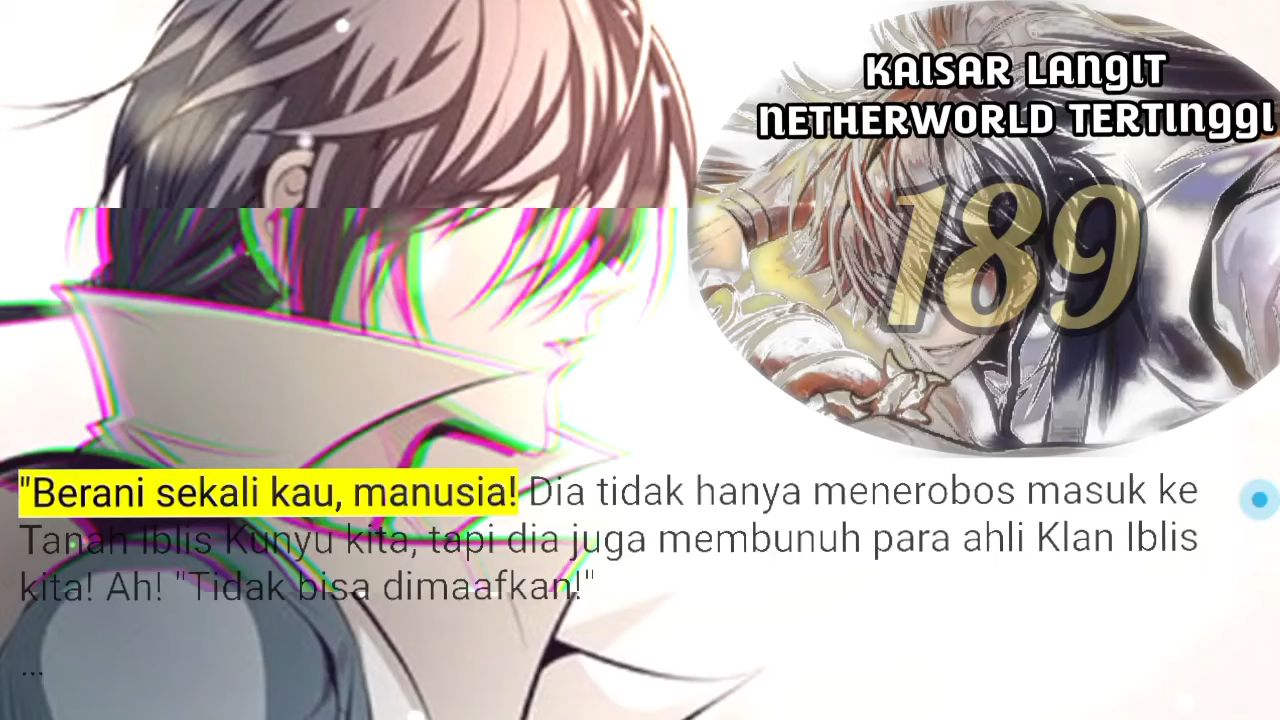 KAISAR LANGIT
NETHERWORLD TERTINGGI
189
"Berani sekali kau, manusia! Dia tidak hanya menerobos masuk ke
Tanah Iblis Kunyu kita, tapi dia juga membunuh para ahli Klan Iblis
kita! Ah! "Tidak bisa dimaafkan!"
...